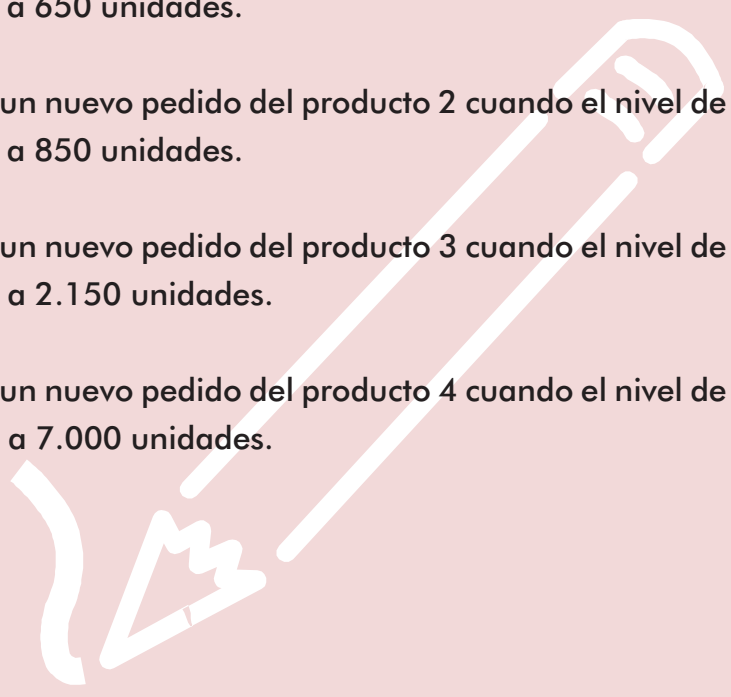 a 650 unidades.
un nuevo pedido del producto 2 cuando el nivel de
a 850 unidades.
un nuevo pedido del producto 3 cuando el nivel de
a 2.150 unidades.
un nuevo pedido del producto 4 cuando el nivel de
a 7.000 unidades.